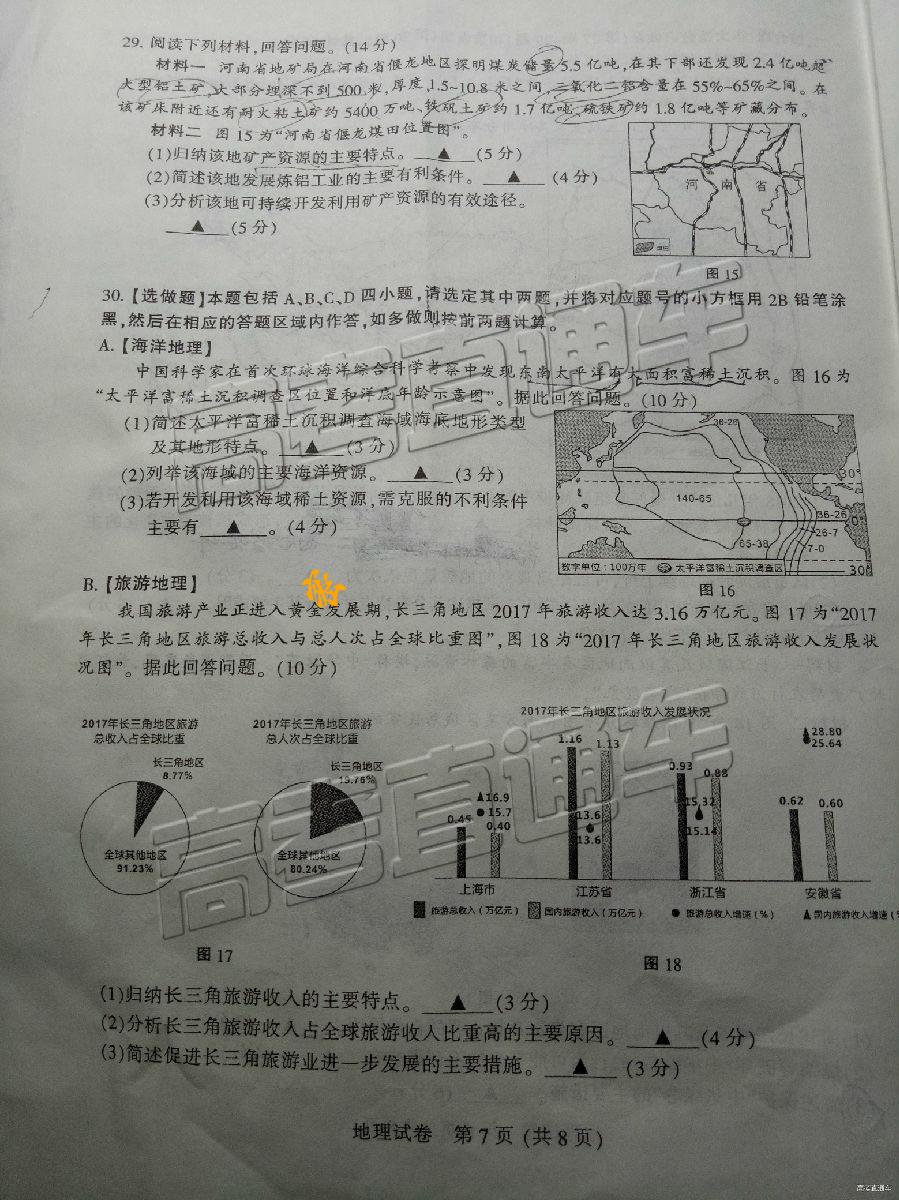 29. 阅读下列材料,回答问题。(14分)
材料一 河南省地矿局在河南省偃龙地区探明煤炭储量5.5亿吨,在其下部还发现2.4亿吨超
大型铝土矿,大部分埋深不到500米,厚度1.5~10.8米之间,三氧化二铝含量在55%~65%之间。在
该矿床附近还有耐火粘土矿约5400万吨、铁矾土矿约1.7亿吨、硫铁矿约1.8亿吨等矿藏分布。
材料二 图15为“河南省偃龙煤田位置图”。
(1)归纳该地矿产资源的主要特点。 ▲ (5分)
(2)简述该地发展炼铝工业的主要有利条件。 ▲ (4分)
(3)分析该地可持续开发利用矿产资源的有效途径。
▲ (5分)
河 南 省
图15
30.【选做题】本题包括A、B、C、D四小题,请选定其中两题,并将对应题号的小方框用2B铅笔涂
黑,然后在相应的答题区域内作答,如多做则按前两题计算。
A.【海洋地理】
中国科学家在首次环球海洋综合科学考察中发现东南太平洋有大面积富稀土沉积。图16为
“太平洋富稀土沉积调查区位置和洋底年龄示意图”。据此回答问题。(10分)
(1)简述太平洋富稀土沉积调查海域海底地形类型
及其地形特点。 ▲ (3分)
(2)列举该海域的主要海洋资源。 ▲ (3分)
(3)若开发利用该海域稀土资源,需克服的不利条件
主要有 ▲ 。(4分)
36-26
30°
140-65
0°
36-26
26-7
65-38
7-0
数字单位:100万年 太平洋富稀土沉积调查区
30°
图16
B.【旅游地理】
我国旅游产业正进入黄金发展期,长三角地区2017年旅游收入达3.16万亿元。图17为“2017
年长三角地区旅游总收入与总人次占全球比重图”,图18为“2017年长三角地区旅游收入发展状
况图”。据此回答问题。(10分)
2017年长三角地区旅游
总收入占全球比重
长三角地区
8.77%
全球其他地区
91.23%
2017年长三角地区旅游
总人次占全球比重
长三角地区
19.76%
全球其他地区
80.24%
图17
2017年长三角地区旅游收入发展状况
0.45
▲16.9
●15.7
0.40
1.16
1.13
13.6
13.6
0.93
0.88
15.32
15.14
28.80
25.64
0.62
0.60
上海市 江苏省 浙江省 安徽省
旅游总收入(万亿元) 国内旅游收入(万亿元) ●旅游总收入增速(%) ▲国内旅游收入增速(%
图18
(1)归纳长三角旅游收入的主要特点。 ▲ (3分)
(2)分析长三角旅游收入占全球旅游收入比重高的主要原因。 ▲ (4分)
(3)简述促进长三角旅游业进一步发展的主要措施。 ▲ (3分)
地理试卷 第7页(共8页)
高考直通车
高考直通车
高考直通车